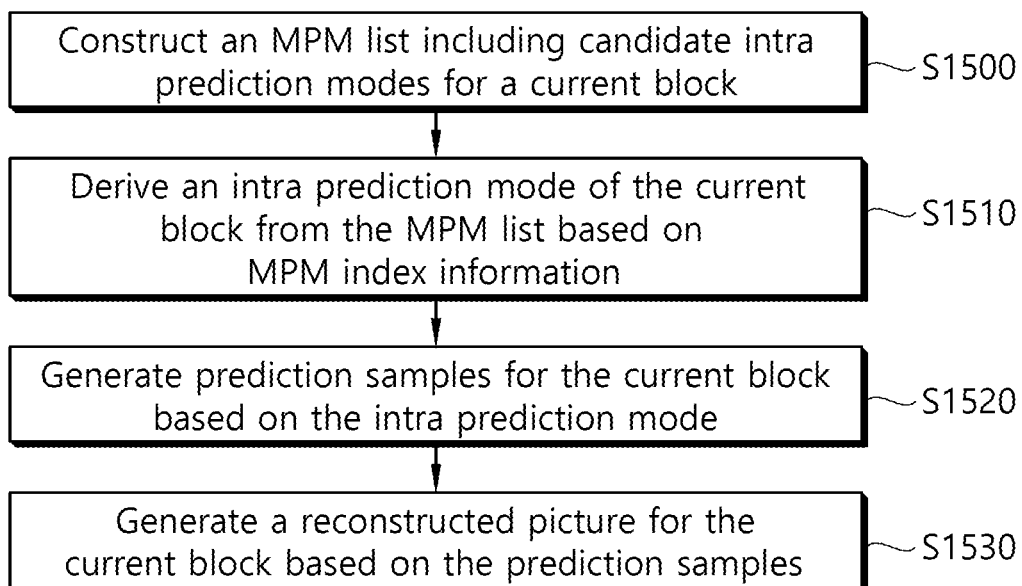 Construct an MPM list including candidate intra
prediction modes for a current block
S1500
Derive an intra prediction mode of the current
block from the MPM list based on
MPM index information
S1510
Generate prediction samples for the current block
based on the intra prediction mode
S1520
Generate a reconstructed picture for the
current block based on the prediction samples
S1530